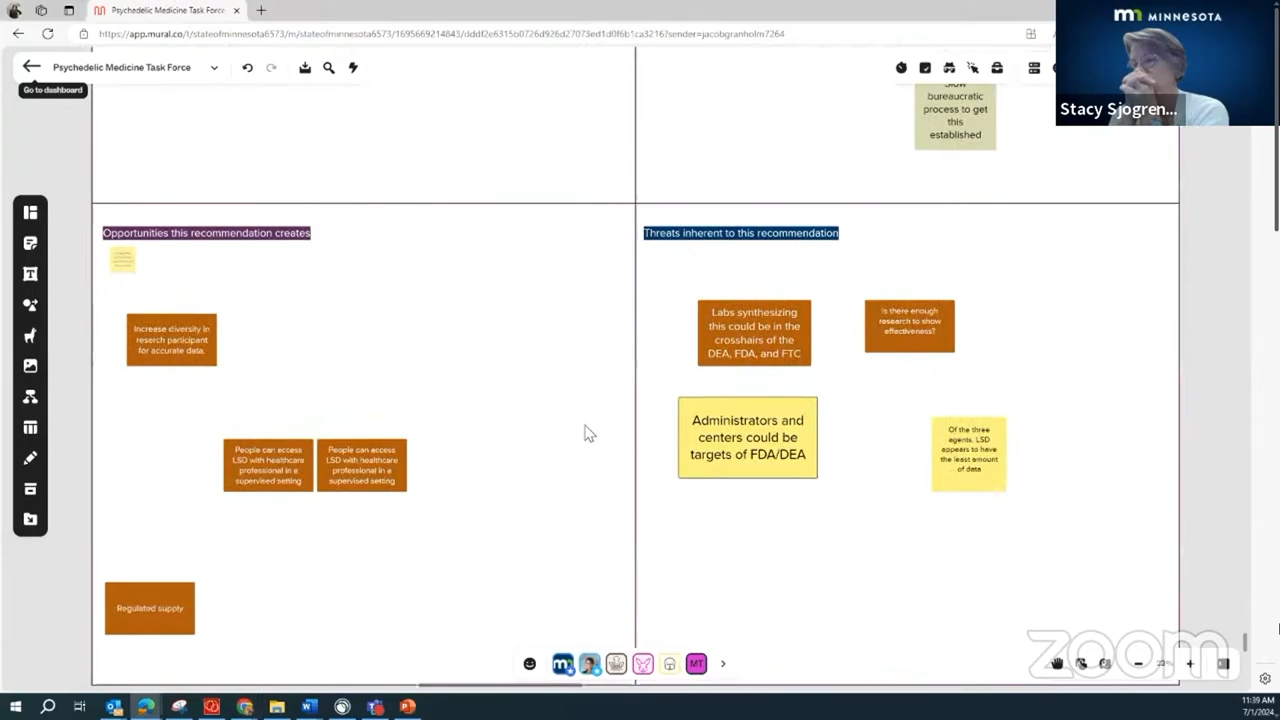 Psychedelic Medicine Task Force
https://app.mural.co/t/stateofminnesota6573/m/stateofminnesota6573/1695669214843/dddf2e6315b0726d926d27073ed1d0f6b1ca3216?sender=jacobgranholm7264
MINNESOTA
Psychedelic Medicine Task Force
Go to dashboard
Stacy Sjogren...
Slow
bureaucratic
process to get
this
established
Opportunities this recommendation creates
Threats inherent to this recommendation
Increase diversity in
reserch participant
for accurate data.
Labs synthesizing
this could be in the
crosshairs of the
DEA, FDA, and FTC
Is there enough
research to show
effectiveness?
Administrators and
centers could be
targets of FDA/DEA
Of the three
agents, LSD
appears to have
the least amount
of data
People can access
LSD with healthcare
professional in a
supervised setting
People can access
LSD with healthcare
professional in a
supervised setting
Regulated supply
MT
zoom
11:39 AM
7/1/2024